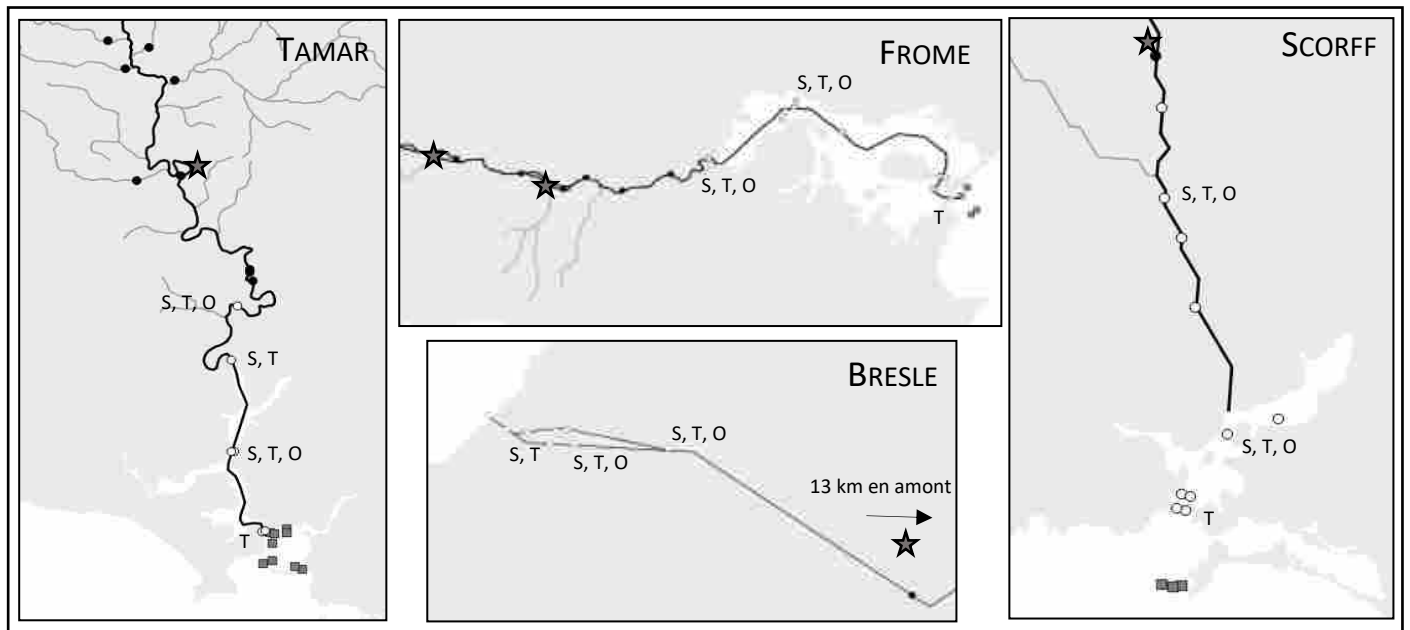 TAMAR
S, T, O
S, T
S, T, O
T
FROME
S, T, O
S, T, O
T
BRESLE
S, T, O
S, T
S, T, O
13 km en amont
SCORFF
S, T, O
S, T, O
T